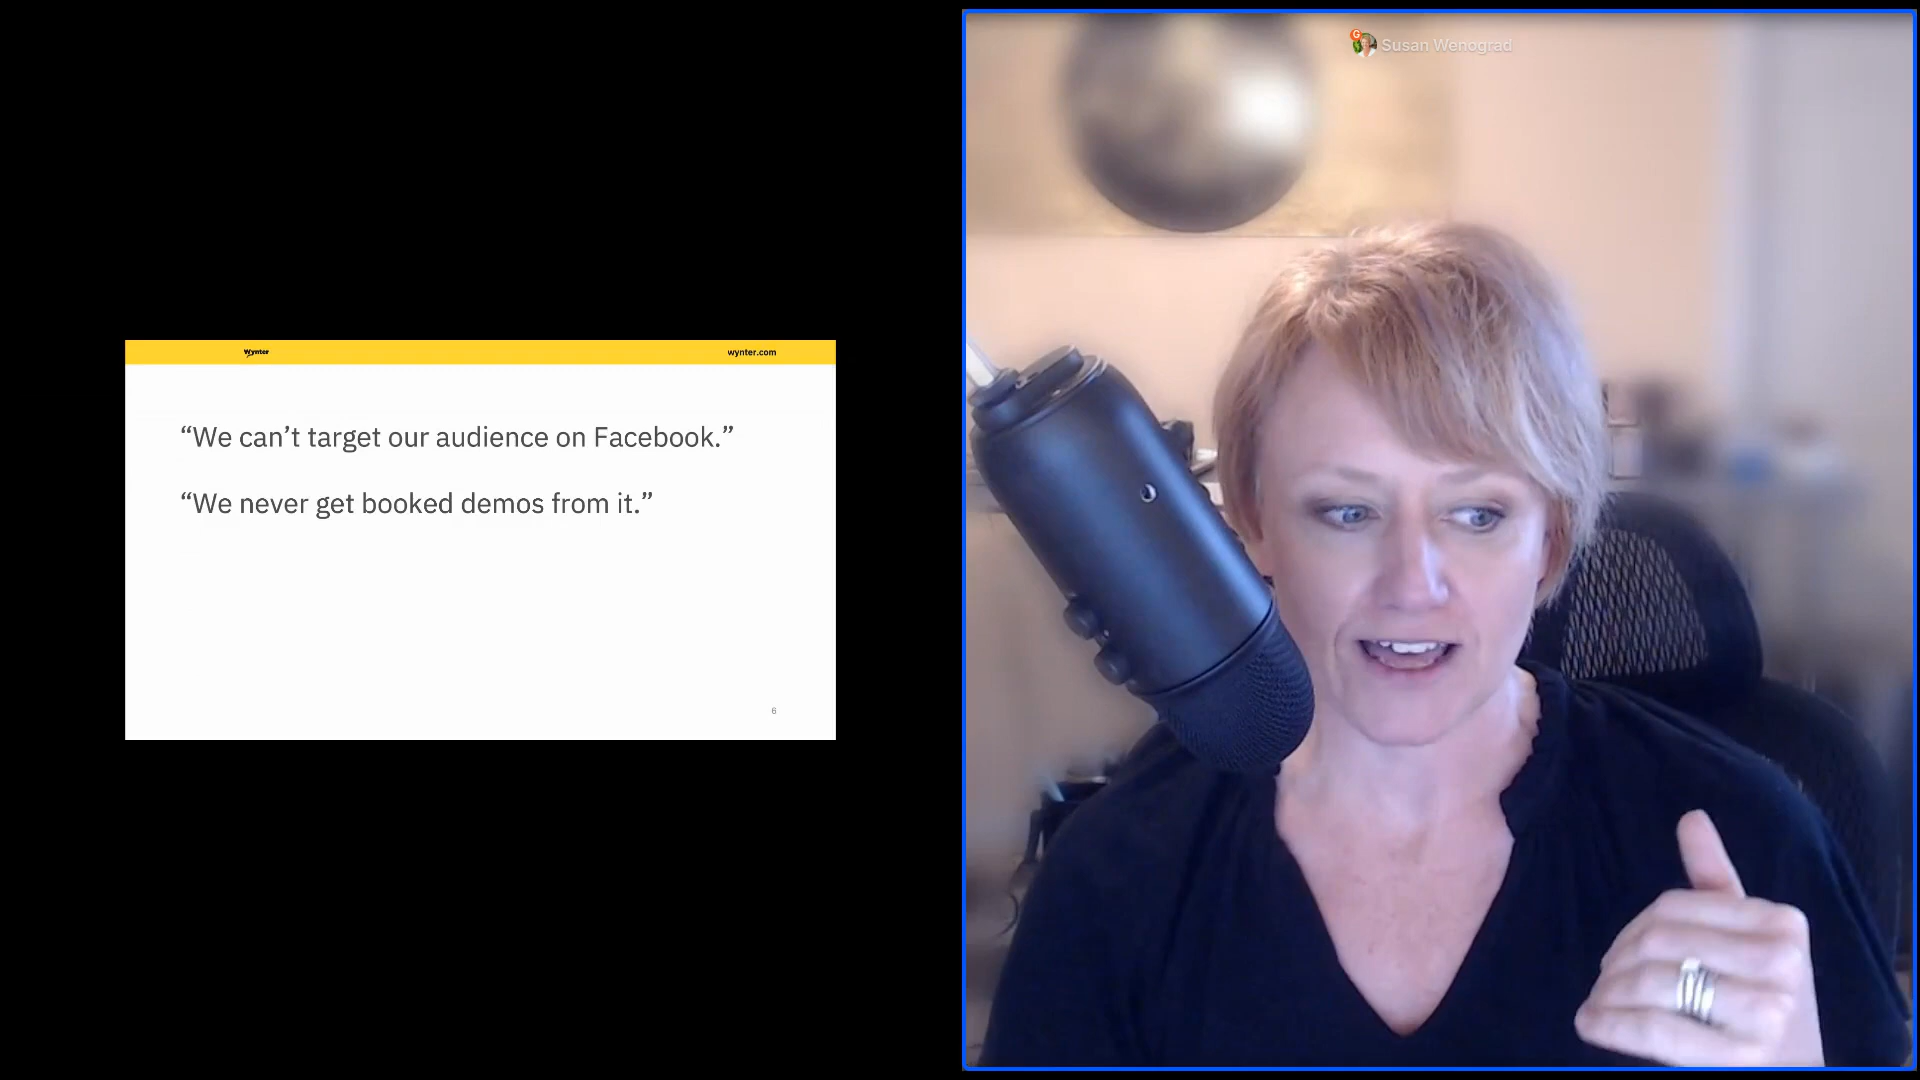 Wynter
wynter.com
“We can’t target our audience on Facebook.”
“We never get booked demos from it.”
6
G
Susan Wenograd